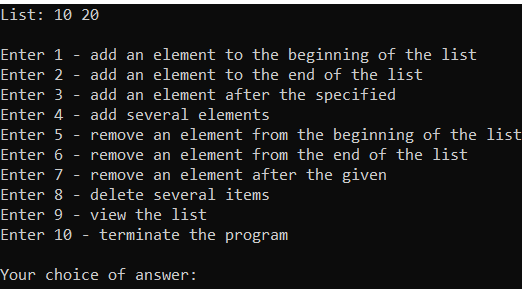 List: 10 20
Enter 1 - add an element to the beginning of the list
Enter 2 - add an element to the end of the list
Enter 3 - add an element after the specified
Enter 4 - add several elements
Enter 5 - remove an element from the beginning of the list
Enter 6 - remove an element from the end of the list
Enter 7 - remove an element after the given
Enter 8 - delete several items
Enter 9 - view the list
Enter 10 - terminate the program
Your choice of answer: